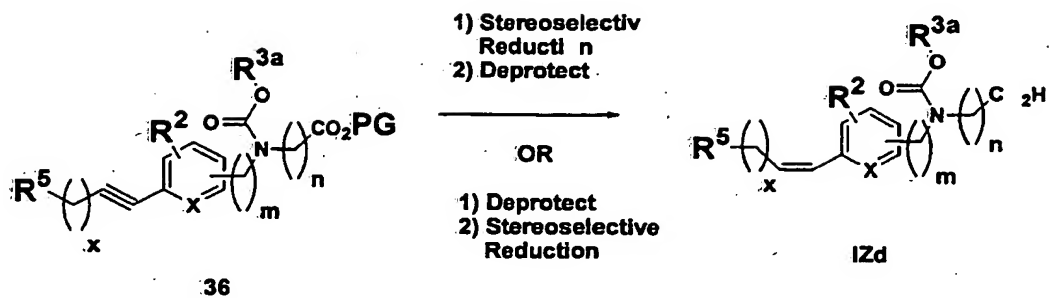 1) Stereoselectiv
Reducti n
2) Deprotect
OR
1) Deprotect
2) Stereoselective
Reduction
R3a
O
O
R2
N
CO2PG
n
m
X
R5
x
36
R3a
O
O
R2
N
C 2H
n
m
X
R5
x
IZd